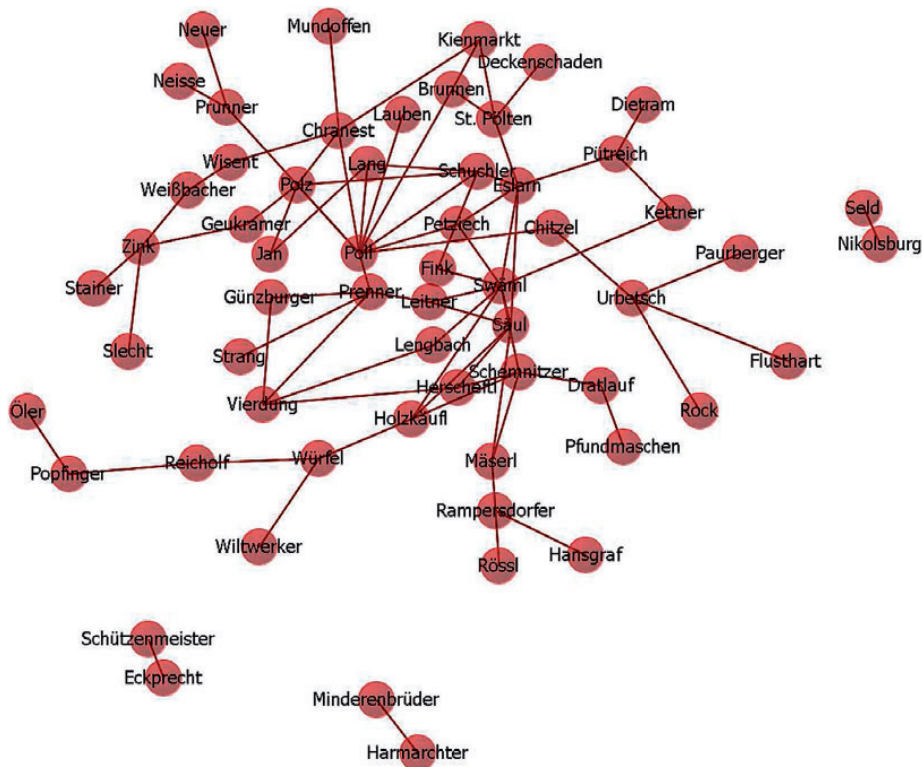 Neuer
Mundoffen
Kienmarkt
Deckenschaden
Neisse
Prunner
Brunnen
Lauben
St. Pölten
Dietram
Chranest
Wisent
Lang
Schuchler
Pütreich
Weißbacher
Polz
Eslarn
Geukramer
Petziech
Chitzel
Kettner
Seld
Zink
Jan
Poll
Nikolsburg
Paurberger
Stainer
Fink
Günzburger
Prenner
Leitner
Swaml
Urbetsch
Säul
Slecht
Strang
Lengbach
Flusthart
Schemnitzer
Herscheltl
Dratlauf
Vierdung
Öler
Holzkäufl
Rock
Pfundmaschen
Popfinger
Reicholf
Würfel
Mäserl
Rampersdorfer
Wiltwerker
Hansgraf
Rössl
Schützenmeister
Eckprecht
Minderenbrüder
Harmarchter